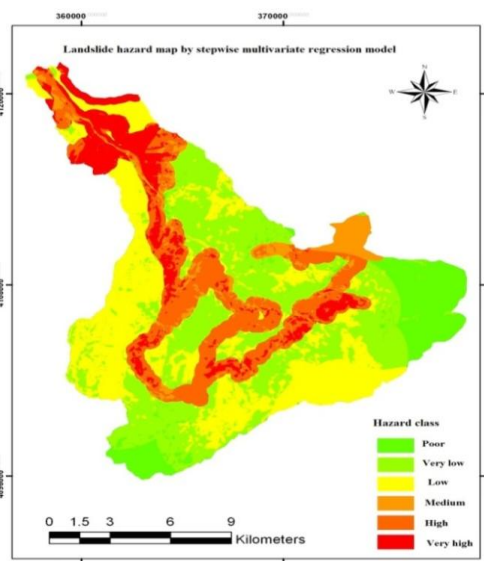 360000 370000
Landslide hazard map by stepwise multivariate regression model
N
W E
S
4120000
Hazard class
Poor
Very low
Low
Medium
High
Very high
0 1.5 3 6 9
Kilometers